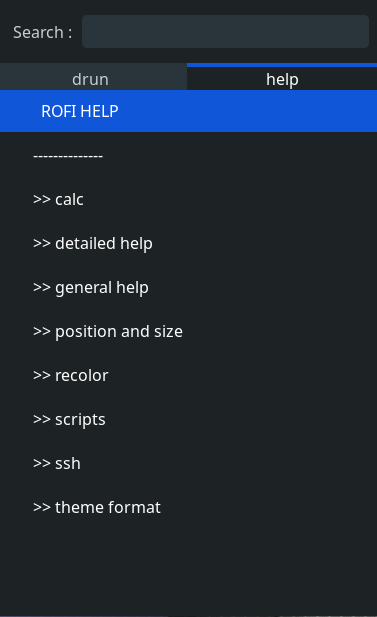 Search :
drun help
ROFI HELP
--------------
>> calc
>> detailed help
>> general help
>> position and size
>> recolor
>> scripts
>> ssh
>> theme format